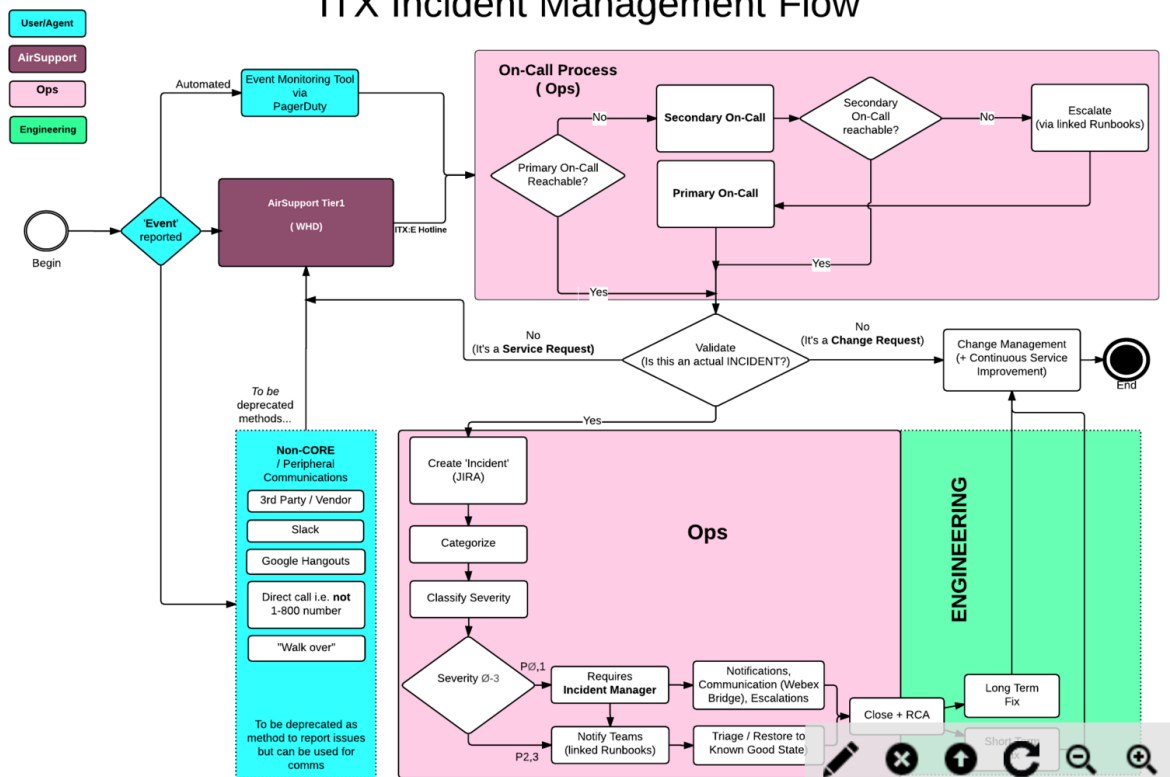 ITX Incident Management Flow
User/Agent
AirSupport
Ops
Engineering
Automated
Event Monitoring Tool
via
PagerDuty
On-Call Process
( Ops)
No
Secondary On-Call
Secondary
On-Call
reachable?
No
Escalate
(via linked Runbooks)
Primary On-Call
Reachable?
Primary On-Call
'Event'
reported
Begin
AirSupport Tier1
( WHD)
ITX:E Hotline
Yes
Yes
No
(It's a Service Request)
Validate
(Is this an actual INCIDENT?)
No
(It's a Change Request)
Change Management
(+ Continuous Service
Improvement)
End
To be
deprecated
methods...
Yes
Non-CORE
/ Peripheral
Communications
3rd Party / Vendor
Slack
Google Hangouts
Direct call i.e. not
1-800 number
"Walk over"
To be deprecated as
method to report issues
but can be used for
comms
Create 'Incident'
(JIRA)
Categorize
Classify Severity
Severity Ø-3
PØ,1
P2,3
Ops
Requires
Incident Manager
Notifications,
Communication (Webex
Bridge), Escalations
Notify Teams
(linked Runbooks)
Triage / Restore to
Known Good State)
Close + RCA
ENGINEERING
Long Term
Fix
Short Term